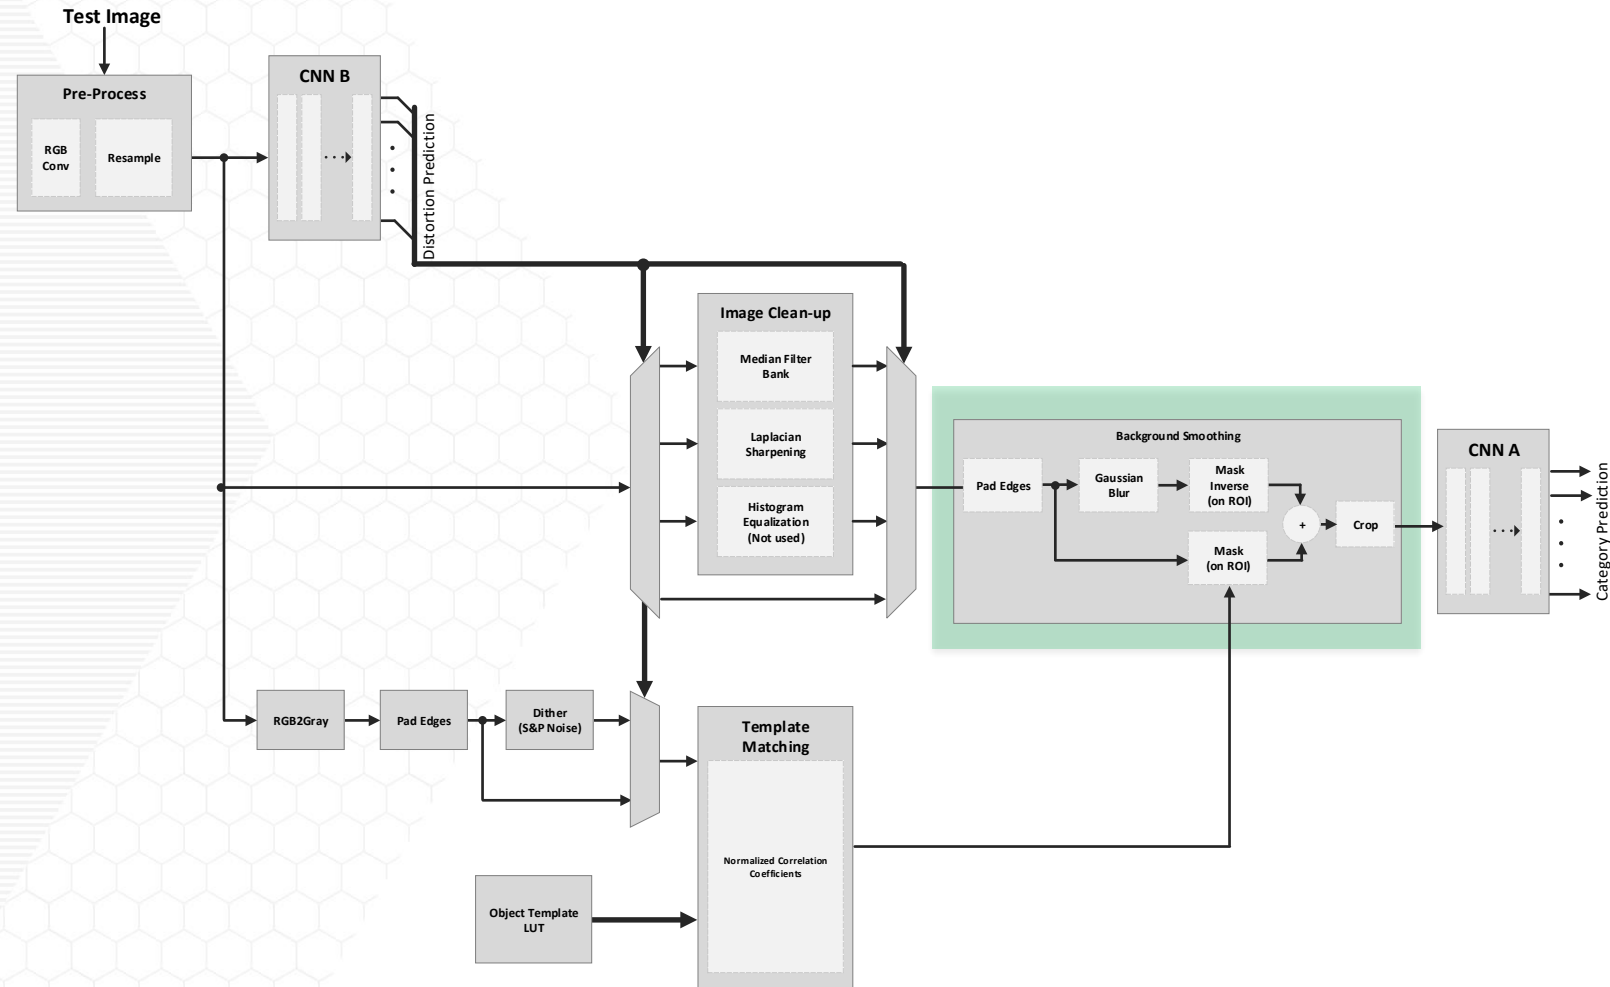 Test Image
Pre-Process
RGB
Conv
Resample
CNN B
Distortion Prediction
Image Clean-up
Median Filter
Bank
Laplacian
Sharpening
Histogram
Equalization
(Not used)
Background Smoothing
Pad Edges
Gaussian
Blur
Mask
Inverse
(on ROI)
Mask
(on ROI)
+
Crop
CNN A
Category Prediction
RGB2Gray
Pad Edges
Dither
(S&P Noise)
Template
Matching
Normalized Correlation
Coefficients
Object Template
LUT